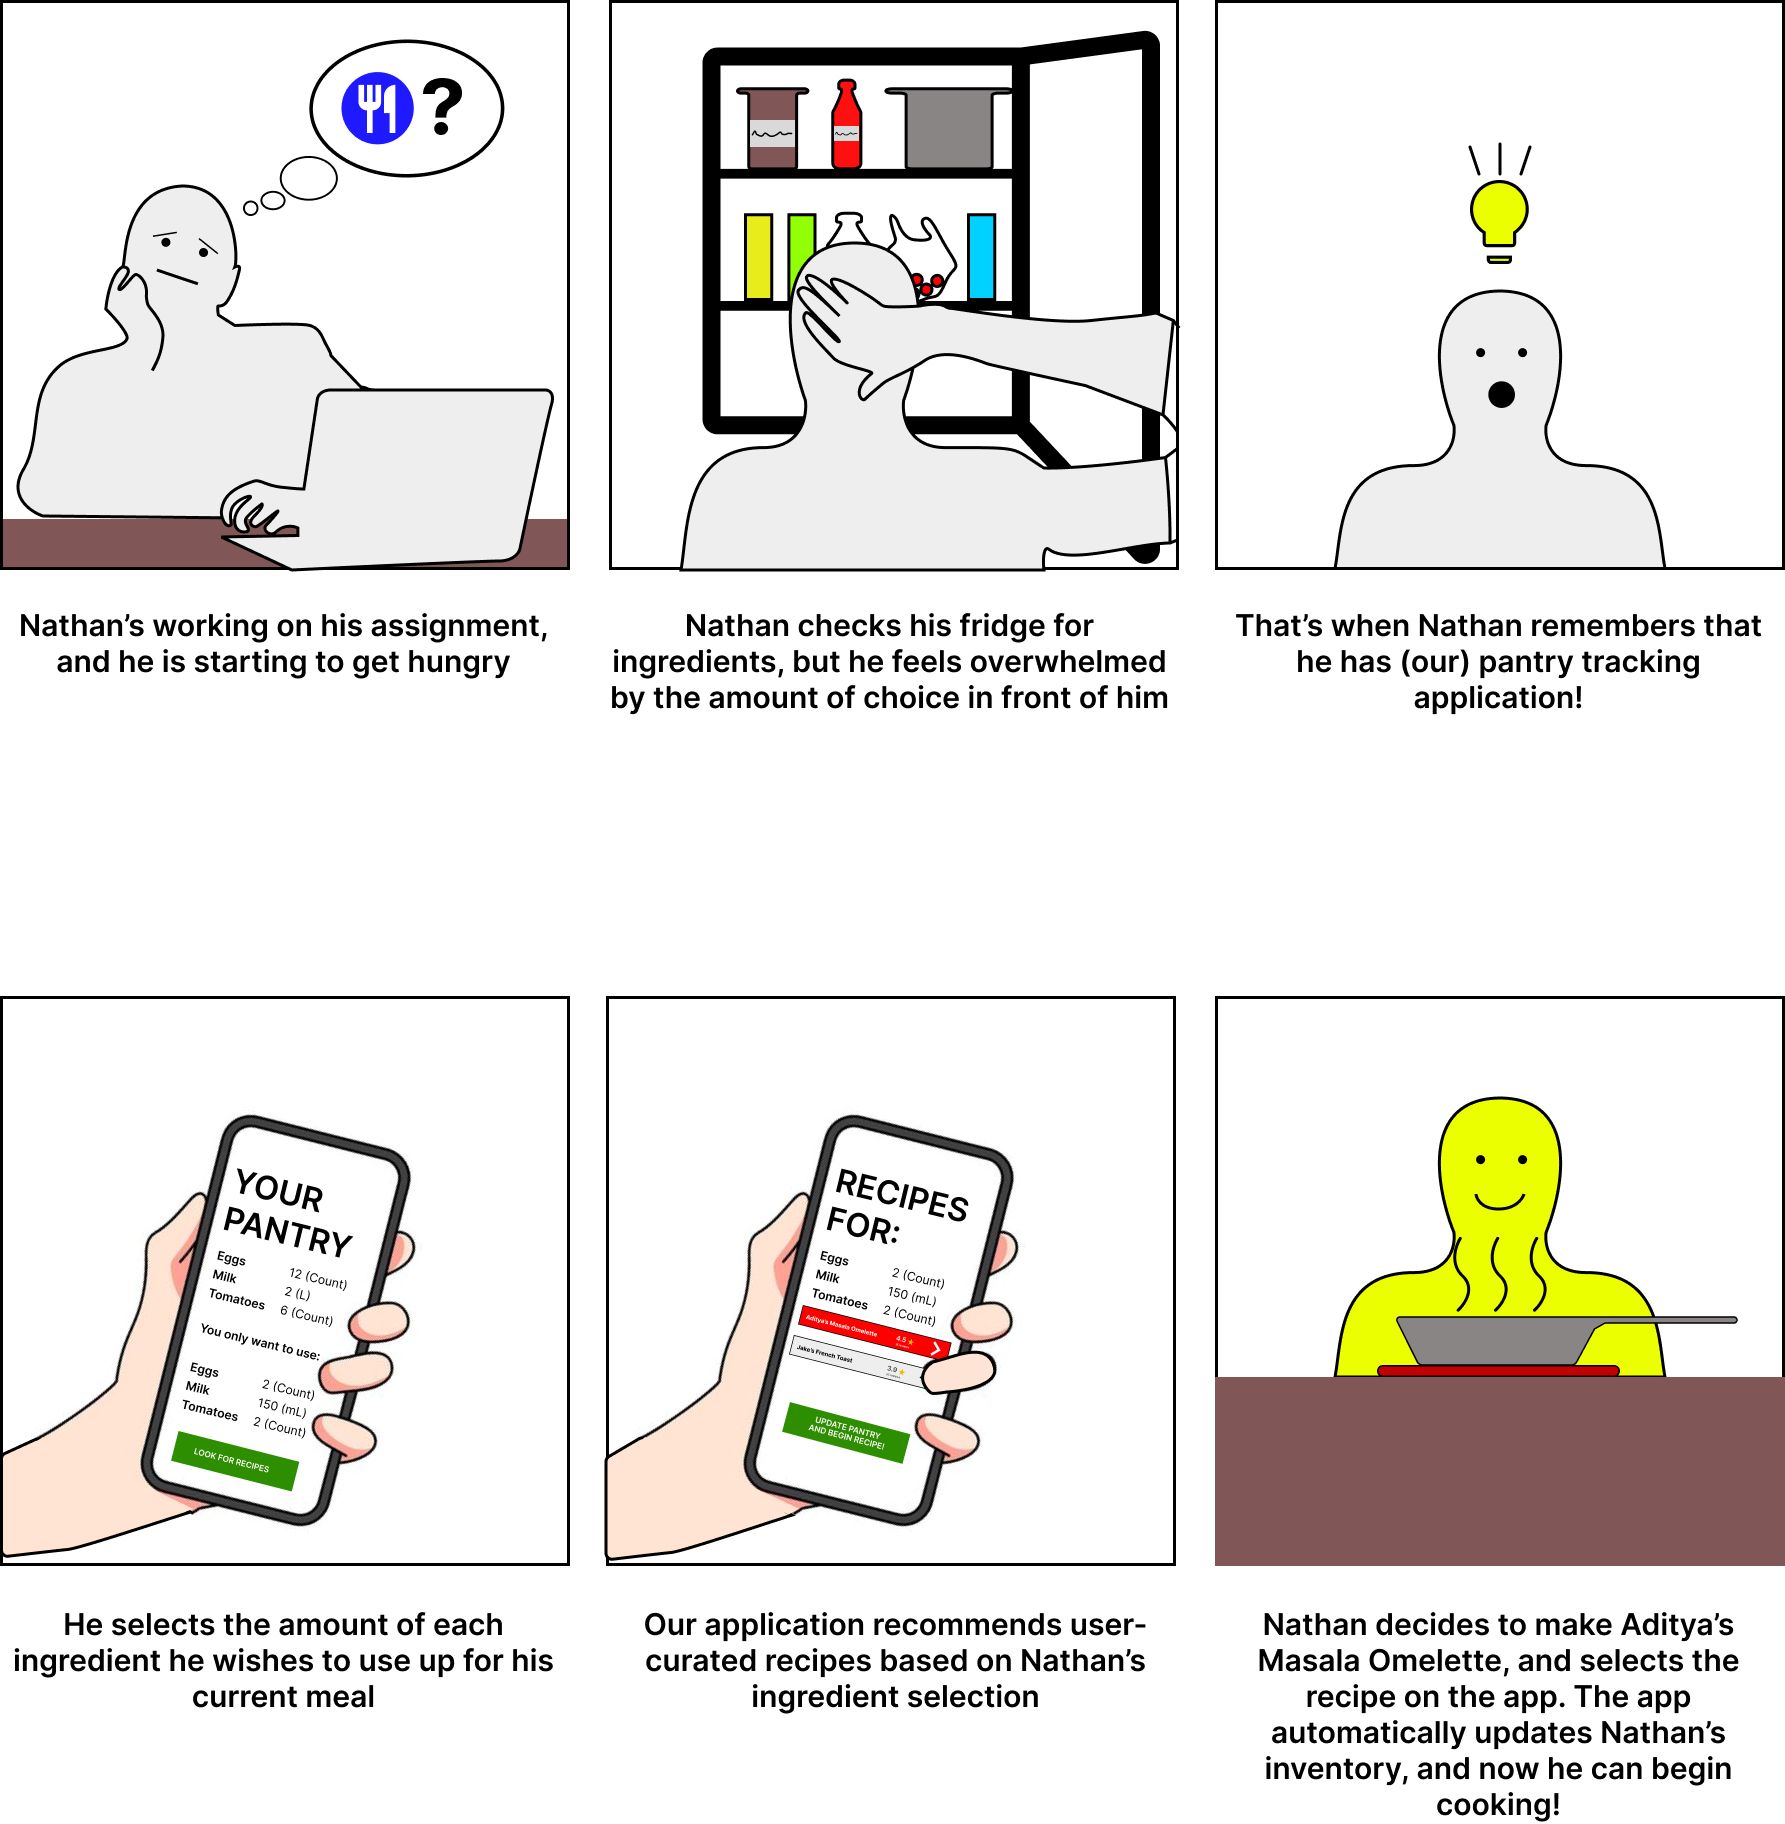 ?
Nathan’s working on his assignment,
and he is starting to get hungry
Nathan checks his fridge for
ingredients, but he feels overwhelmed
by the amount of choice in front of him
That’s when Nathan remembers that
he has (our) pantry tracking
application!
YOUR
PANTRY
Eggs 12 (Count)
Milk 2 (L)
Tomatoes 6 (Count)
You only want to use:
Eggs 2 (Count)
Milk 150 (mL)
Tomatoes 2 (Count)
LOOK FOR RECIPES
He selects the amount of each
ingredient he wishes to use up for his
current meal
RECIPES
FOR:
Eggs 2 (Count)
Milk 150 (mL)
Tomatoes 2 (Count)
Aditya's Masala Omelette 4.5
Jake's French Toast 3.9
UPDATE PANTRY
AND BEGIN RECIPE!
Our application recommends user-
curated recipes based on Nathan’s
ingredient selection
Nathan decides to make Aditya’s
Masala Omelette, and selects the
recipe on the app. The app
automatically updates Nathan’s
inventory, and now he can begin
cooking!